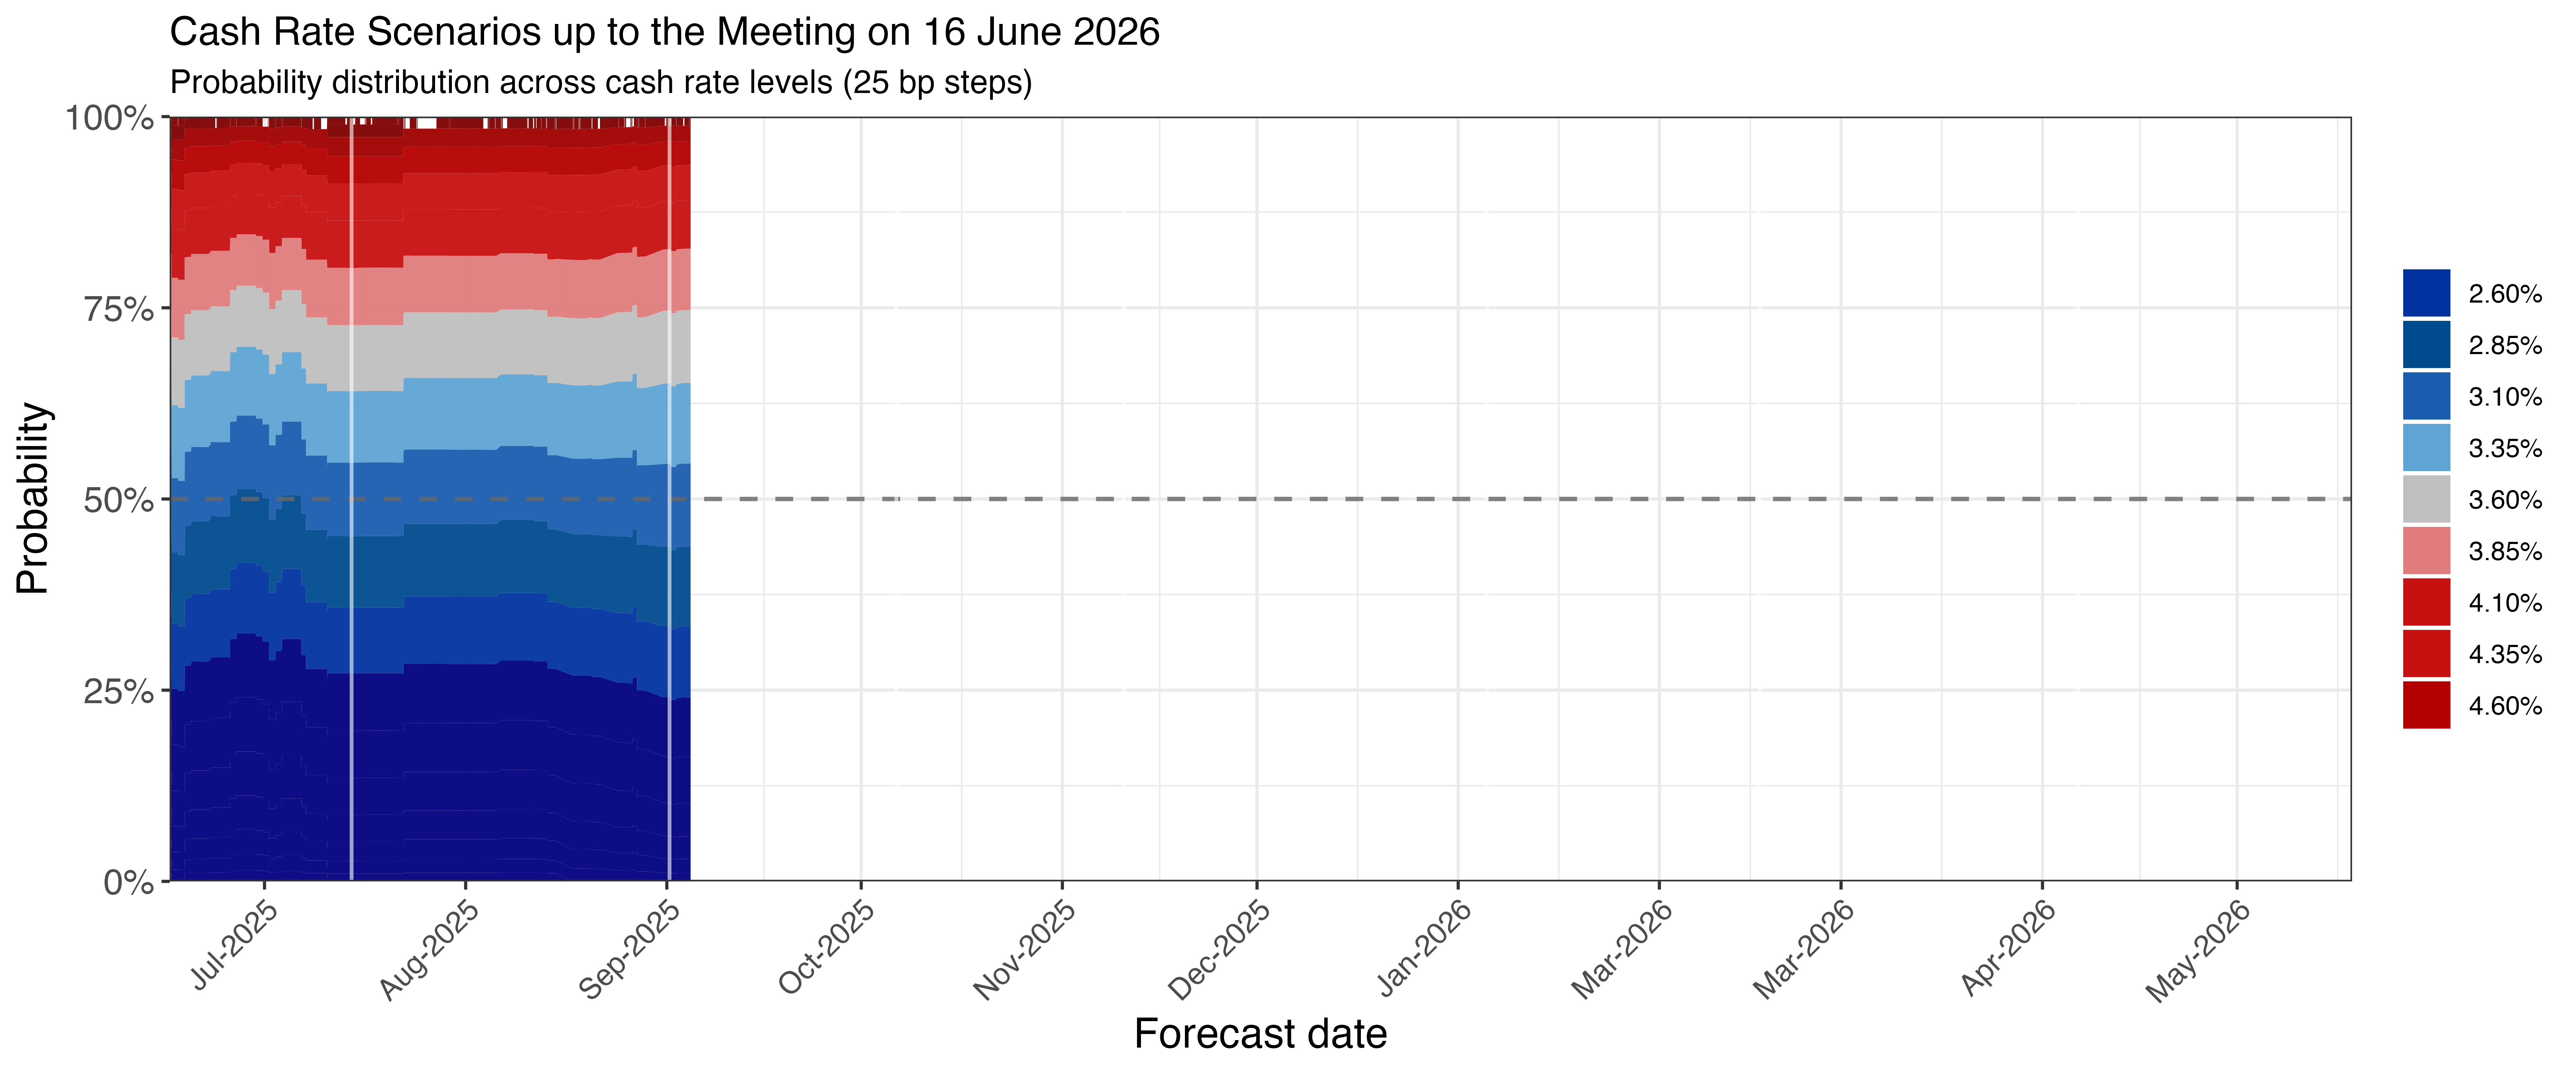 Cash Rate Scenarios up to the Meeting on 16 June 2026
Probability distribution across cash rate levels (25 bp steps)
100%
75%
50%
25%
0%
Probability
Jul-2025
Aug-2025
Sep-2025
Oct-2025
Nov-2025
Dec-2025
Jan-2026
Mar-2026
Mar-2026
Apr-2026
May-2026
Forecast date
2.60%
2.85%
3.10%
3.35%
3.60%
3.85%
4.10%
4.35%
4.60%